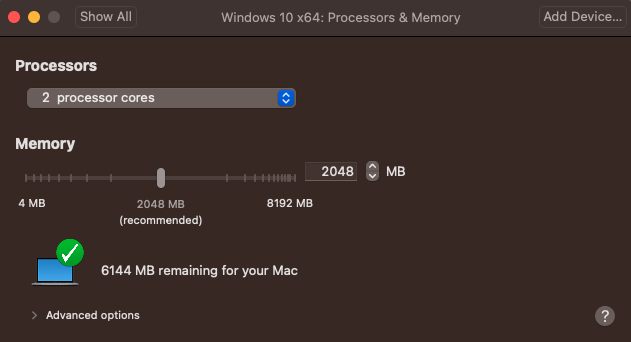 Show All
Windows 10 x64: Processors & Memory
Add Device...
Processors
2 processor cores
Memory
2048 MB
4 MB
2048 MB
(recommended)
8192 MB
6144 MB remaining for your Mac
Advanced options
?